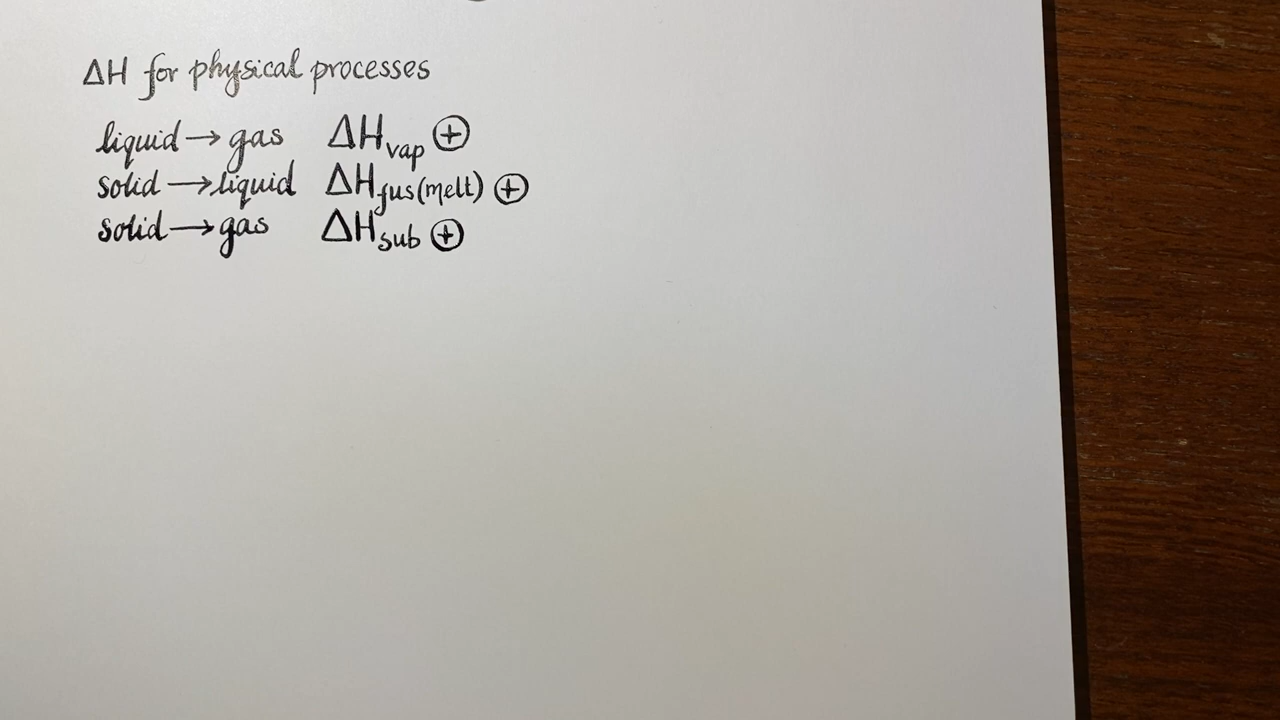 ΔH for physical processes
liquid → gas ΔHvap ⊕
solid → liquid ΔHfus(melt) ⊕
solid → gas ΔHsub ⊕